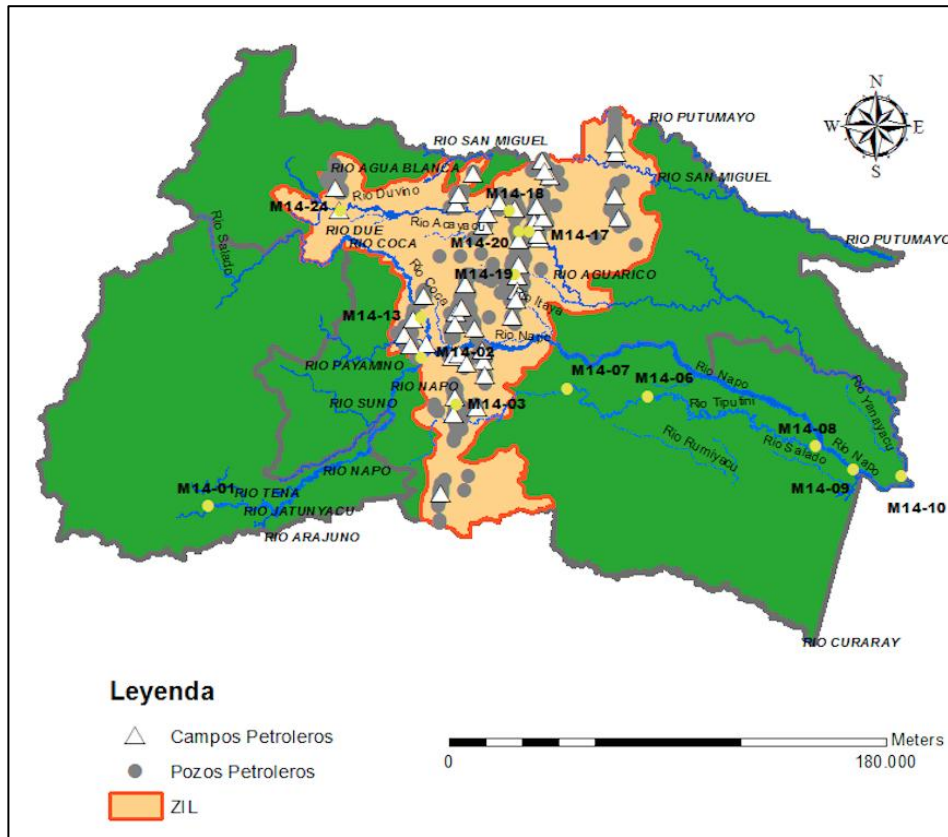 N
W E
S
RIO PUTUMAYO
RIO SAN MIGUEL
RIO AGUA BLANCA
RIO SAN MIGUEL
Rio Duvino
M14-18
M14-24
Rio Salado
RIO DUE
M14-20
M14-17
RIO COCA
RIO PUTUMAYO
Rio Coca
M14-19
RIO AGUARICO
M14-13
Rio Napo
M14-02
RIO PAYAMINO
RIO NAPO
M14-07
M14-06
Rio Napo
RIO SUNO
M14-03
Rio Tiputini
Rio Yanayacu
M14-08
Rio Rumiyacu
Rio Salado
Rio Napo
RIO NAPO
M14-09
M14-01
RIO TENA
M14-10
RIO JATUNYACU
RIO ARAJUNO
RIO CURARAY
Leyenda
Campos Petroleros
Pozos Petroleros
ZIL
Meters
0 180.000